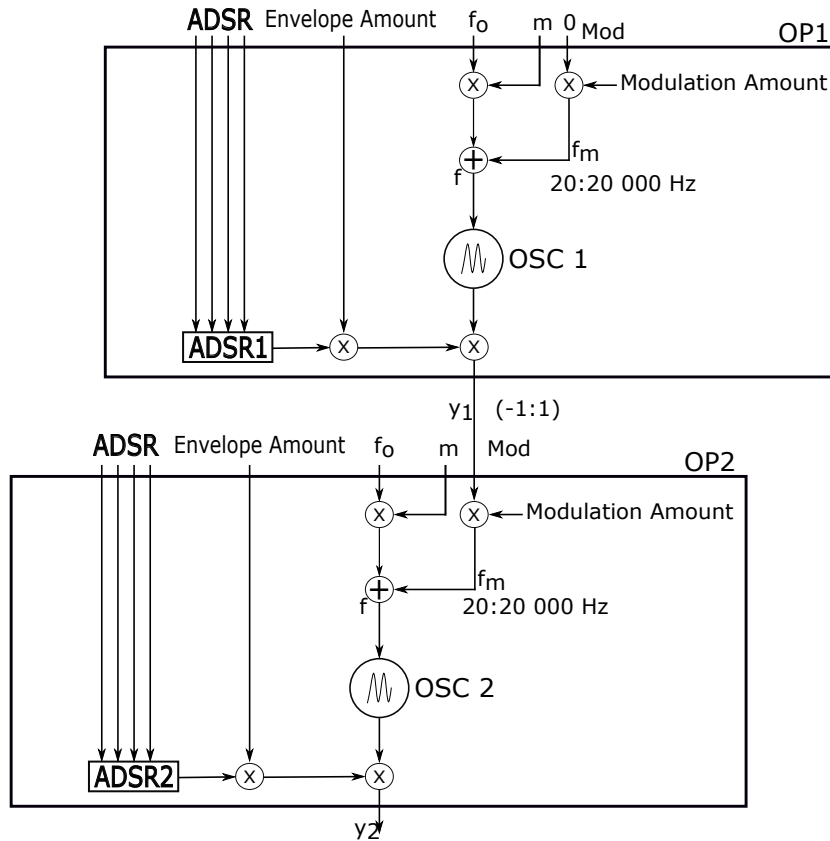 ADSR Envelope Amount fo m 0 Mod OP1
X X Modulation Amount
+ fm
f 20:20 000 Hz
OSC 1
ADSR1 X X
y1 (-1:1)
ADSR Envelope Amount fo m Mod OP2
X X Modulation Amount
+ fm
f 20:20 000 Hz
OSC 2
ADSR2 X X
y2